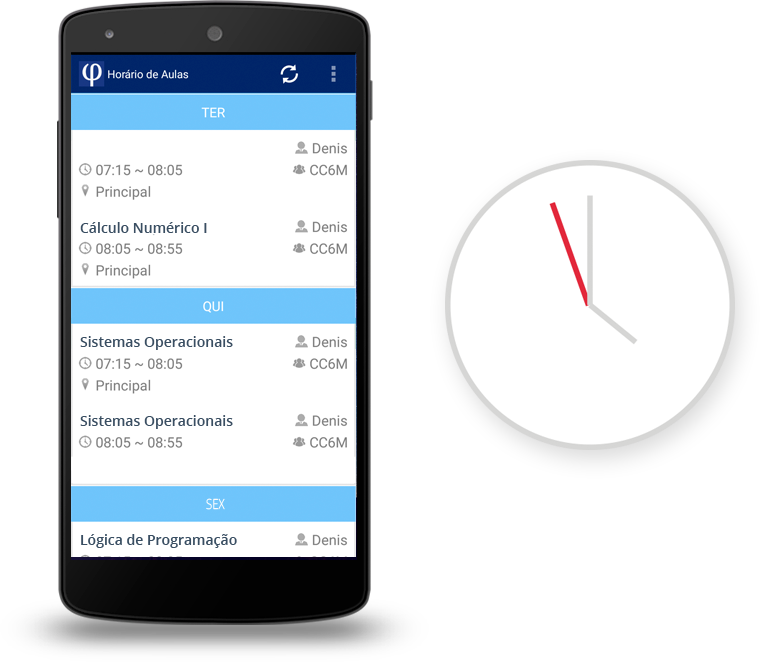 φ Horário de Aulas
TER
Denis
07:15 ~ 08:05 CC6M
Principal
Cálculo Numérico I Denis
08:05 ~ 08:55 CC6M
Principal
QUI
Sistemas Operacionais Denis
07:15 ~ 08:05 CC6M
Principal
Sistemas Operacionais Denis
08:05 ~ 08:55 CC6M
SEX
Lógica de Programação Denis